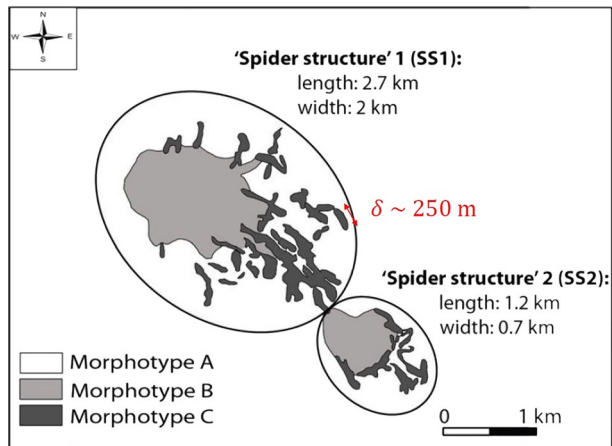 N
W E
S
'Spider structure' 1 (SS1):
length: 2.7 km
width: 2 km
δ ~ 250 m
'Spider structure' 2 (SS2):
length: 1.2 km
width: 0.7 km
Morphotype A
Morphotype B
Morphotype C
0 1 km